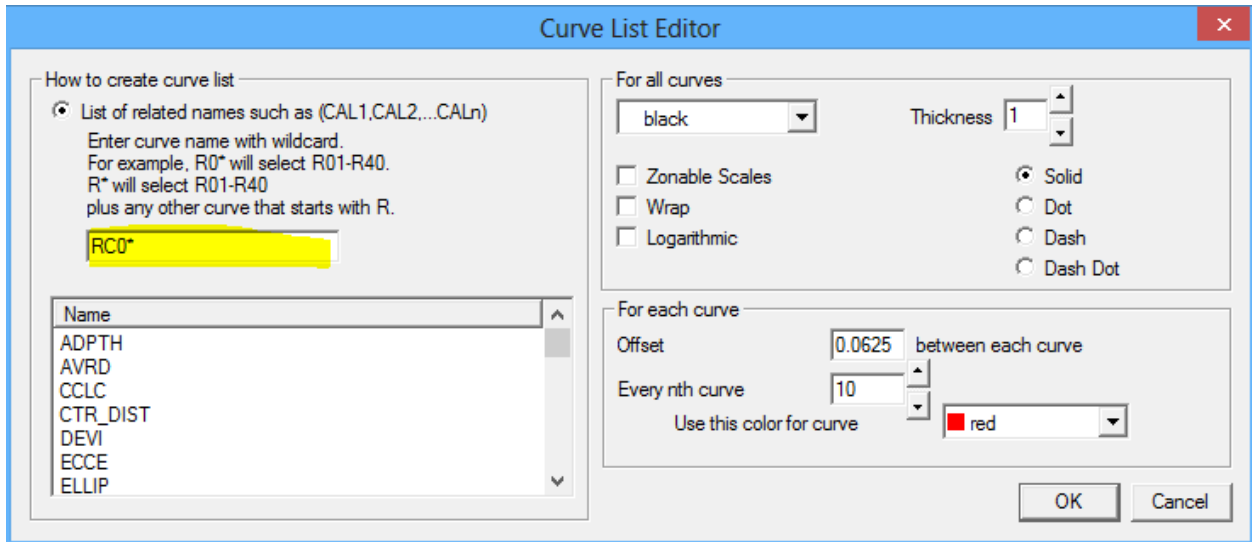 Curve List Editor
How to create curve list
List of related names such as (CAL1,CAL2,...CALn)
Enter curve name with wildcard.
For example, R0* will select R01-R40.
R* will select R01-R40
plus any other curve that starts with R.
RC0*
Name
ADPTH
AVRD
CCLC
CTR_DIST
DEVI
ECCE
ELLIP
For all curves
black
Thickness 1
Zonable Scales
Wrap
Logarithmic
Solid
Dot
Dash
Dash Dot
For each curve
Offset 0.0625 between each curve
Every nth curve 10
Use this color for curve red
OK Cancel